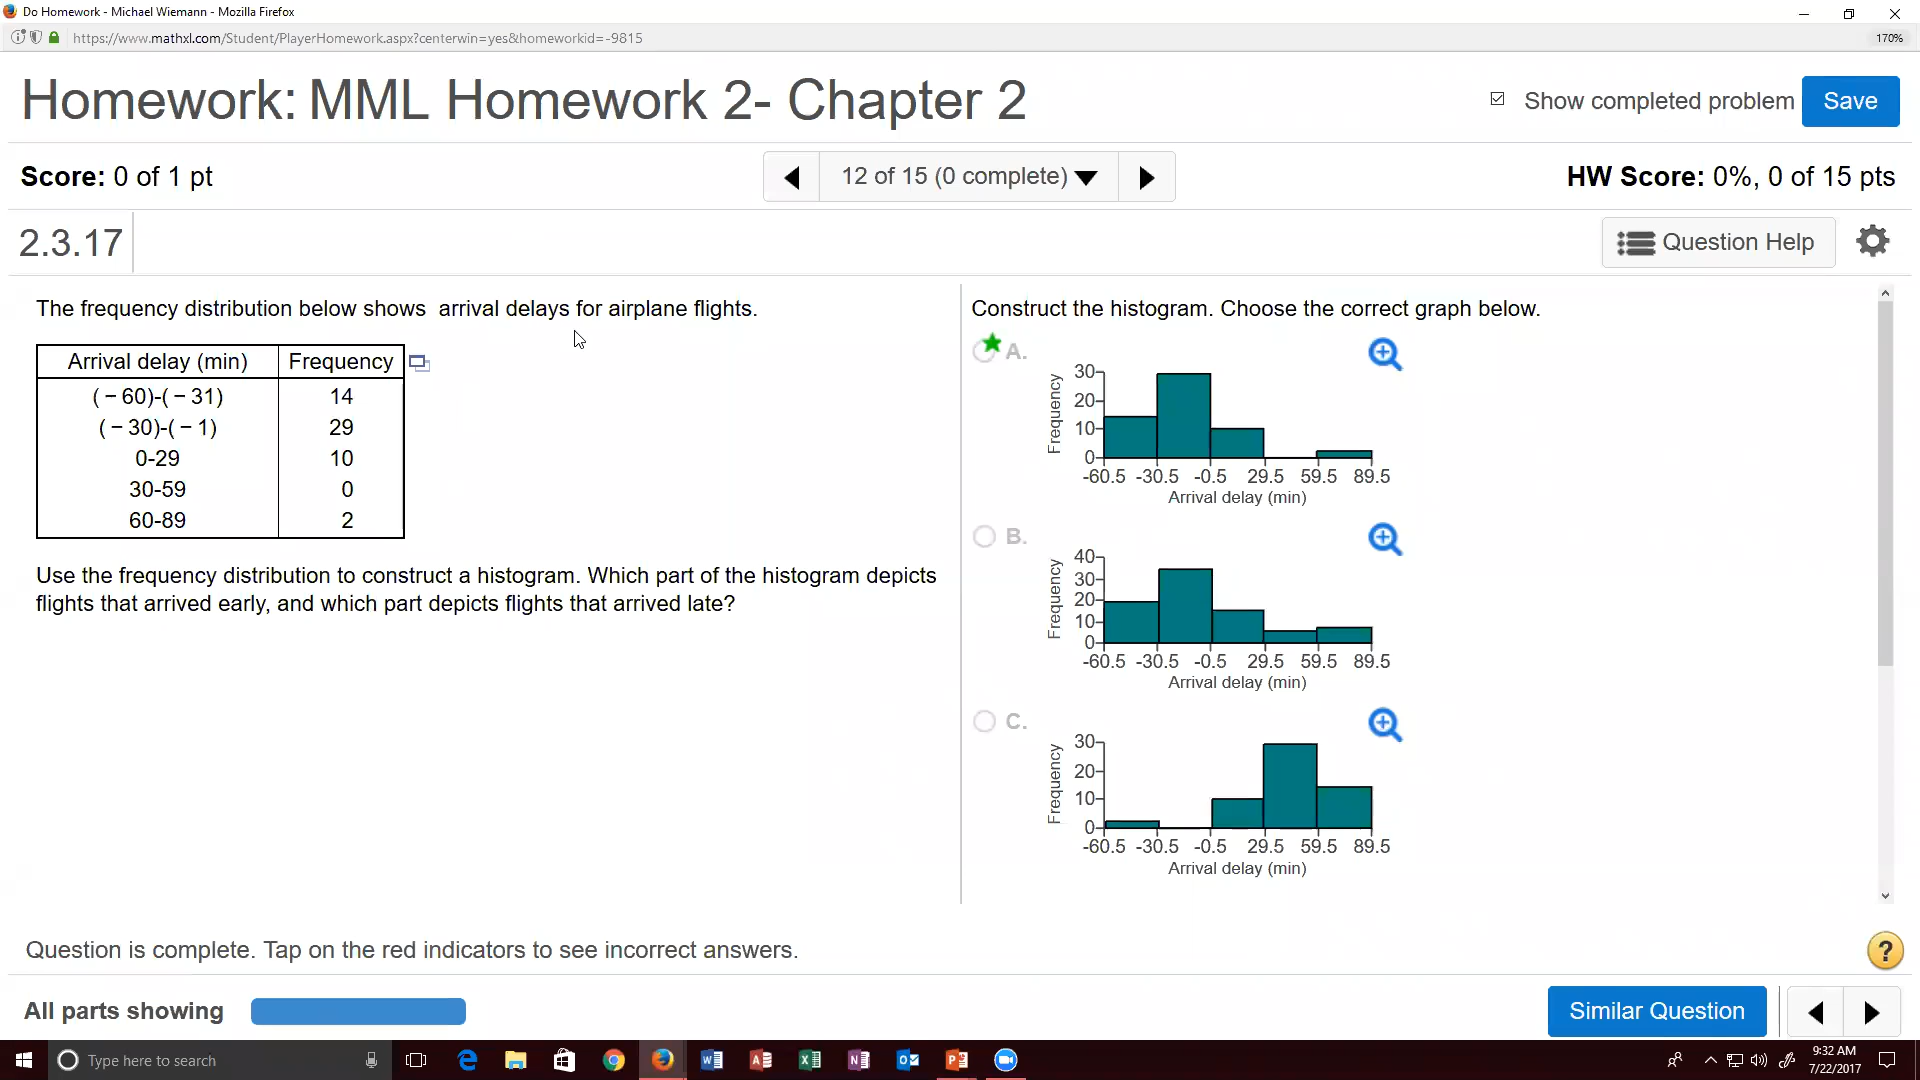 Do Homework - Michael Wiemann - Mozilla Firefox
https://www.mathxl.com/Student/PlayerHomework.aspx?centerwin=yes&homeworkid=-9815
170%
Homework: MML Homework 2- Chapter 2
Show completed problem
Save
Score: 0 of 1 pt
12 of 15 (0 complete)
HW Score: 0%, 0 of 15 pts
2.3.17
Question Help
The frequency distribution below shows arrival delays for airplane flights.
Arrival delay (min) Frequency
(−60)-(−31) 14
(−30)-(−1) 29
0-29 10
30-59 0
60-89 2
Use the frequency distribution to construct a histogram. Which part of the histogram depicts
flights that arrived early, and which part depicts flights that arrived late?
Construct the histogram. Choose the correct graph below.
A.
Frequency
30
20
10
0
-60.5 -30.5 -0.5 29.5 59.5 89.5
Arrival delay (min)
B.
Frequency
40
30
20
10
0
-60.5 -30.5 -0.5 29.5 59.5 89.5
Arrival delay (min)
C.
Frequency
30
20
10
0
-60.5 -30.5 -0.5 29.5 59.5 89.5
Arrival delay (min)
Question is complete. Tap on the red indicators to see incorrect answers.
?
All parts showing
Similar Question
Type here to search
9:32 AM
7/22/2017